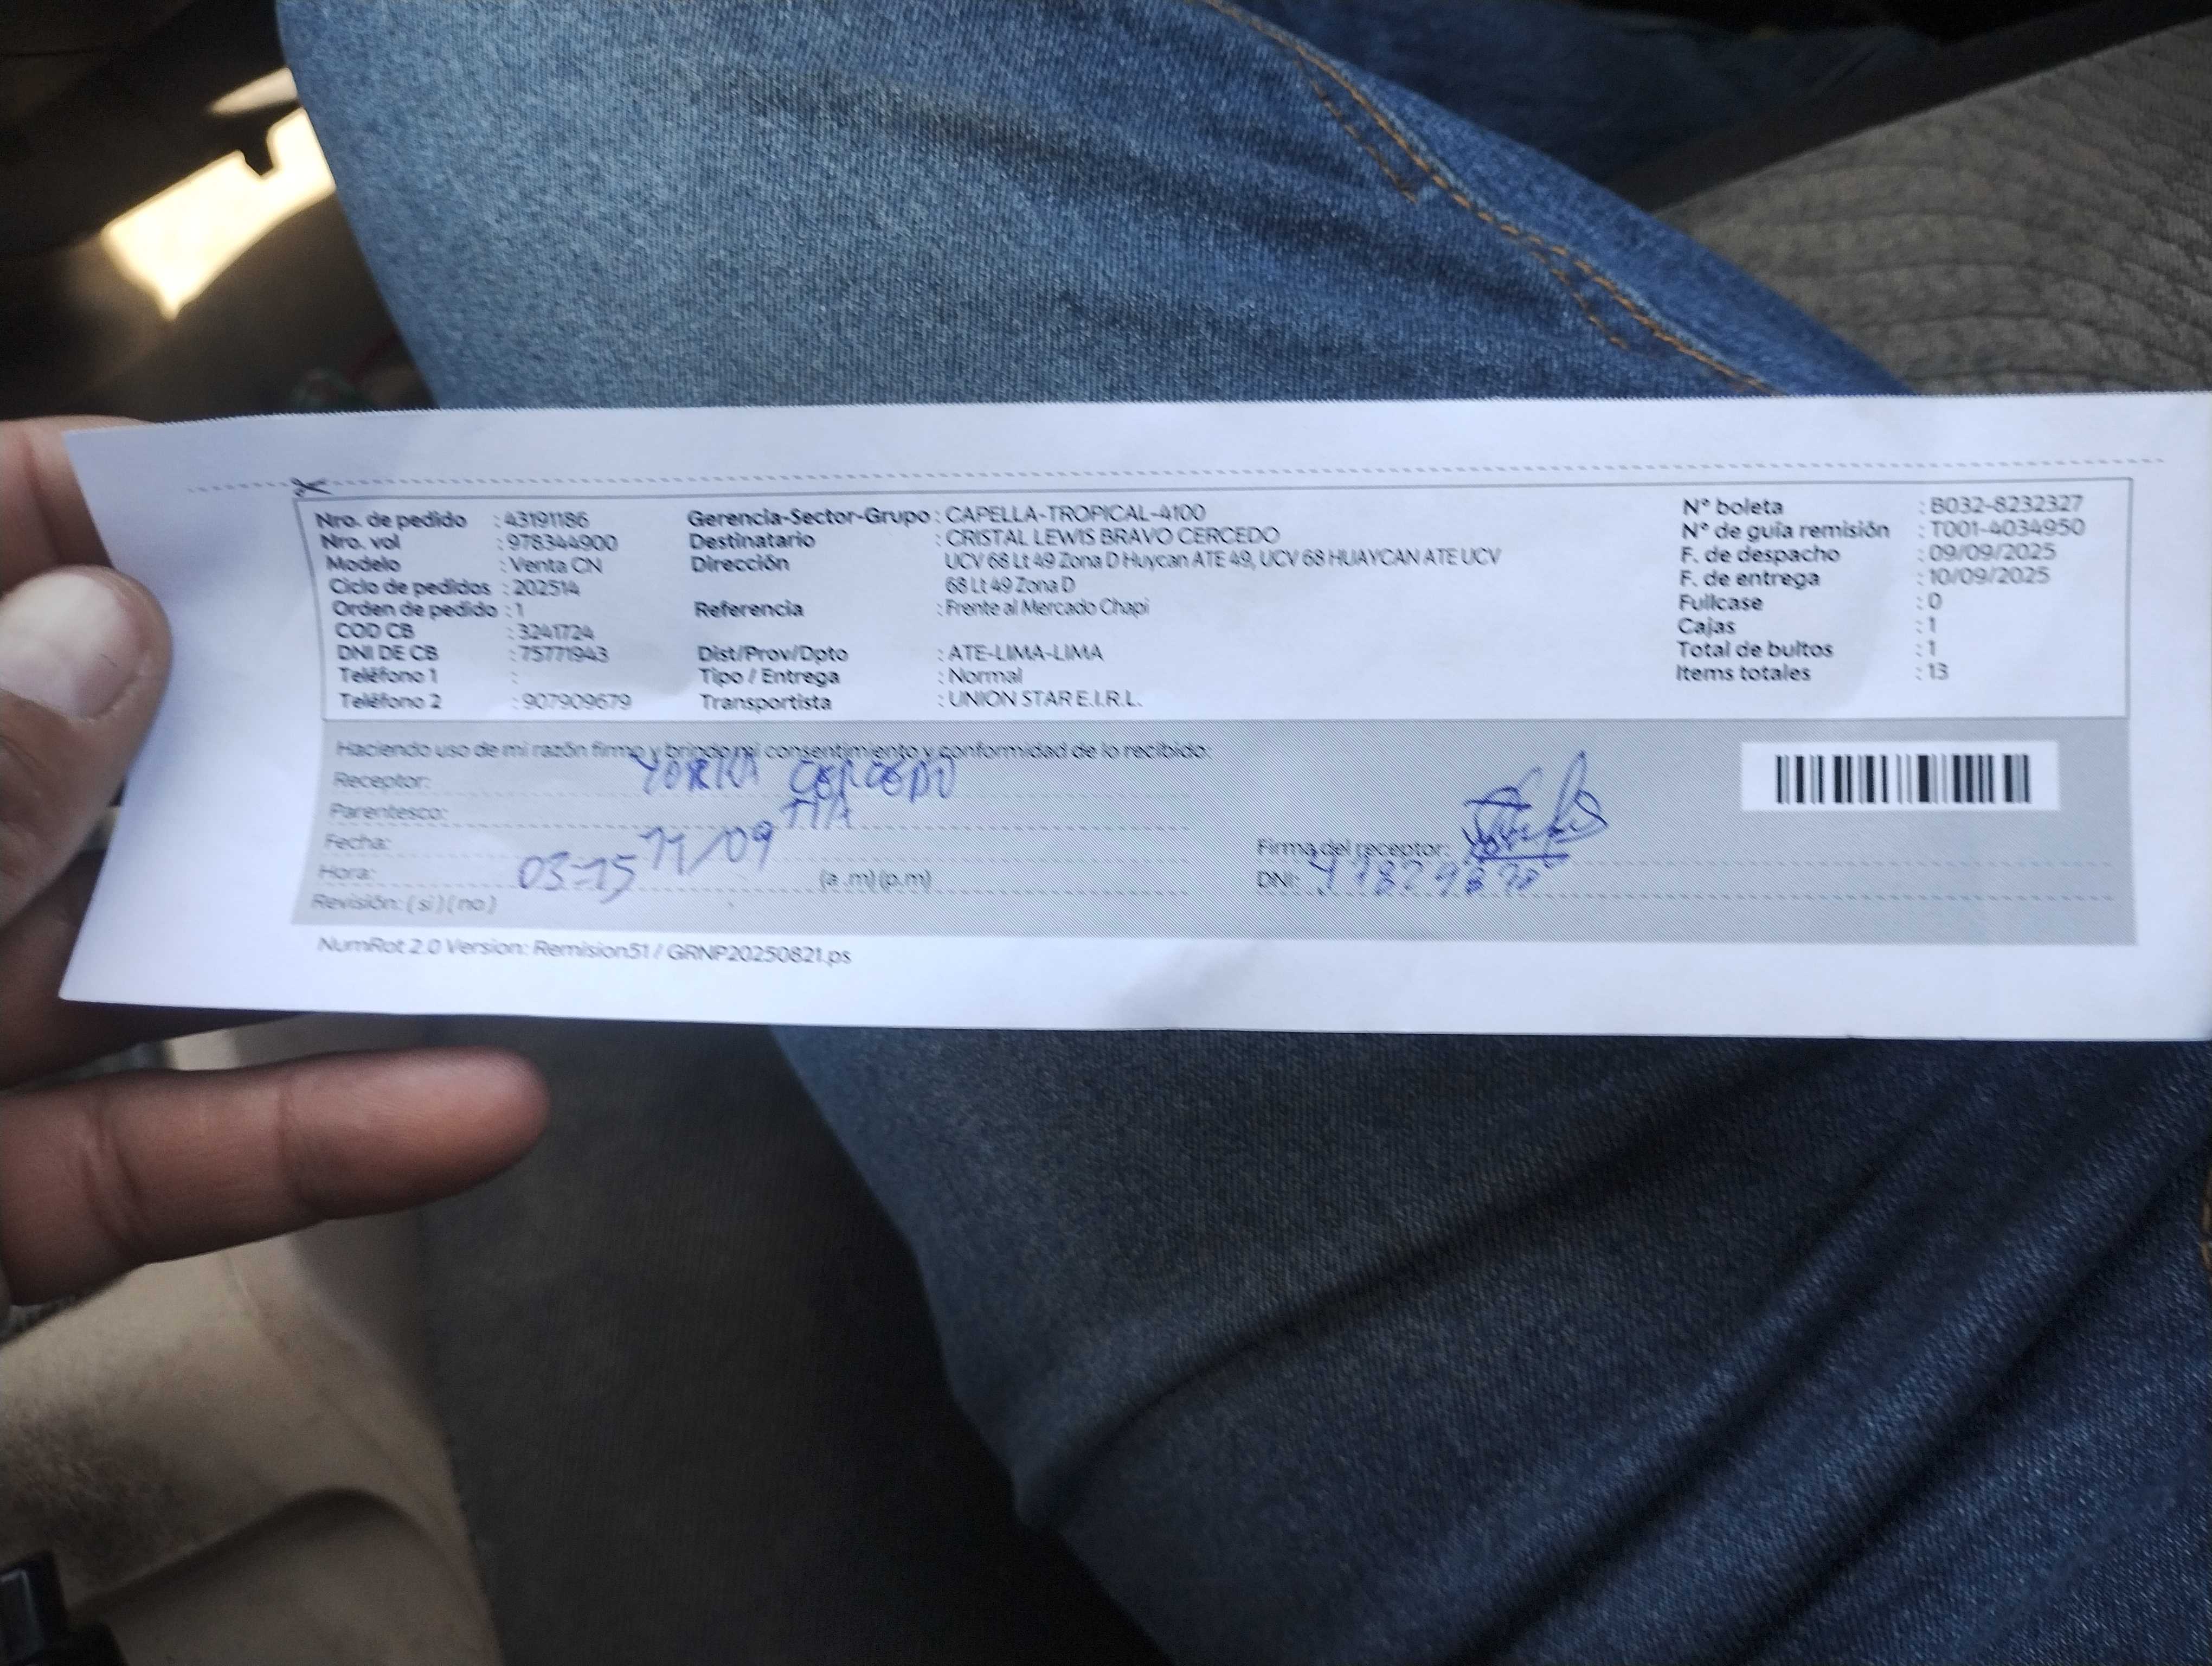 Nro. de pedido : 43191186
Nro. vol : 978344900
Modelo : Venta CN
Ciclo de pedidos : 202514
Orden de pedido : 1
COD CB : 3241724
DNI DE CB : 75771943
Teléfono 1 :
Teléfono 2 : 907909679
Gerencia-Sector-Grupo : CAPELLA-TROPICAL-4100
Destinatario : CRISTAL LEWIS BRAVO CERCEDO
Dirección UCV 68 Lt 49 Zona D Huycan ATE 49, UCV 68 HUAYCAN ATE UCV
68 Lt 49 Zona D
Referencia : Frente al Mercado Chapi
Dist/Prov/Dpto : ATE-LIMA-LIMA
Tipo / Entrega : Normal
Transportista : UNION STAR E.I.R.L.
N° boleta : B032-8232327
N° de guía remisión : T001-4034950
F. de despacho : 09/09/2025
F. de entrega : 10/09/2025
Fullcase : 0
Cajas : 1
Total de bultos : 1
Items totales : 13
Haciendo uso de mi razón firmo y brindo mi consentimiento y conformidad de lo recibido:
Receptor: CERCEDO
Parentesco: TIA
Fecha: 11/09
Hora: 03:15 (a .m) (p.m)
Revisión: ( si ) ( no )
Firma del receptor:
DNI:
NumRot 2.0 Version: Remision51 / GRNP20250821.ps